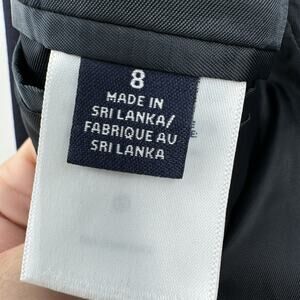 8
MADE IN
SRI LANKA/
FABRIQUE AU
SRI LANKA